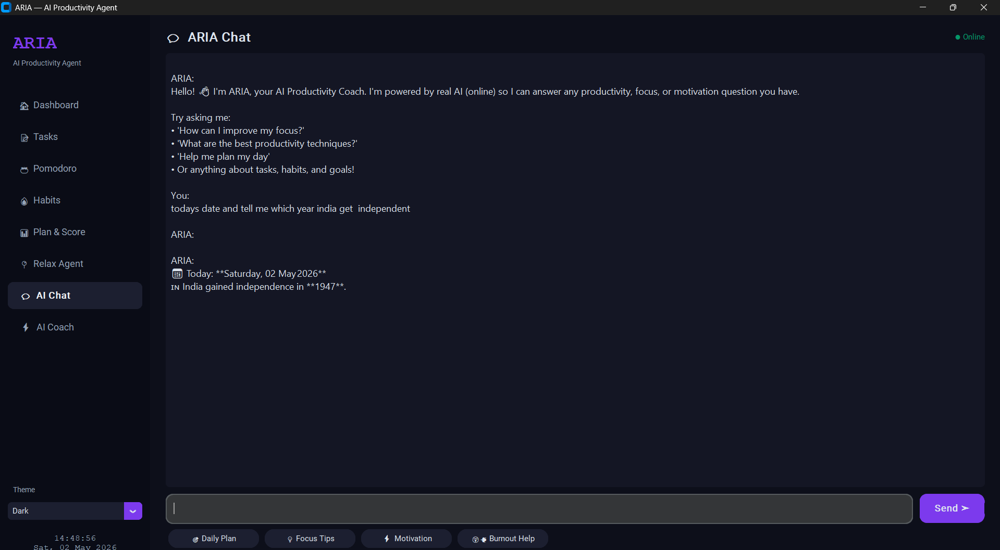 ARIA — AI Productivity Agent
ARIA
AI Productivity Agent
Dashboard
Tasks
Pomodoro
Habits
Plan & Score
Relax Agent
AI Chat
AI Coach
Theme
Dark
14:48:56
Sat, 02 May 2026
ARIA Chat
Online
ARIA:
Hello! 👋 I'm ARIA, your AI Productivity Coach. I'm powered by real AI (online) so I can answer any productivity, focus, or motivation question you have.
Try asking me:
• 'How can I improve my focus?'
• 'What are the best productivity techniques?'
• 'Help me plan my day'
• Or anything about tasks, habits, and goals!
You:
todays date and tell me which year india get  independent
ARIA:
ARIA:
📅 Today: **Saturday, 02 May 2026**
IN India gained independence in **1947**.
Send ➤
Daily Plan
Focus Tips
Motivation
Burnout Help